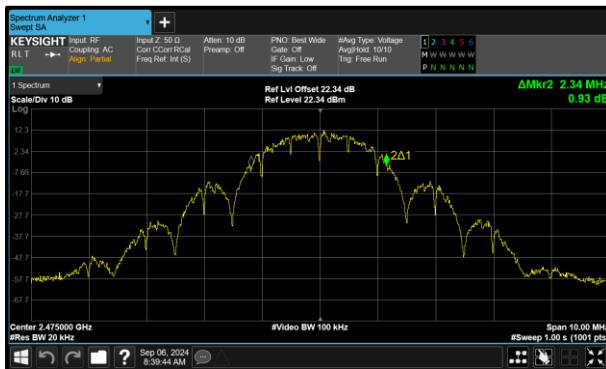 Spectrum Analyzer 1
Swept SA
+
KEYSIGHT
RLT
Input: RF
Coupling: AC
Align: Partial
Input Z: 50 Ω
Corr CCorr RCal
Freq Ref: Int (S)
Atten: 10 dB
Preamp: Off
PNO: Best Wide
Gate: Off
IF Gain: Low
Sig Track: Off
#Avg Type: Voltage
Avg|Hold: 10/10
Trig: Free Run
1 2 3 4 5 6
M W W W W W
P N N N N N
1 Spectrum
Scale/Div 10 dB
Ref Lvl Offset 22.34 dB
Ref Level 22.34 dBm
ΔMkr2 2.34 MHz
0.93 dB
Log
12.3
2.34
-7.66
-17.7
-27.7
-37.7
-47.7
-57.7
-67.7
2Δ1
Center 2.475000 GHz
#Video BW 100 kHz
Span 10.00 MHz
#Res BW 20 kHz
#Sweep 1.00 s (1001 pts)
?
Sep 06, 2024
8:39:44 AM